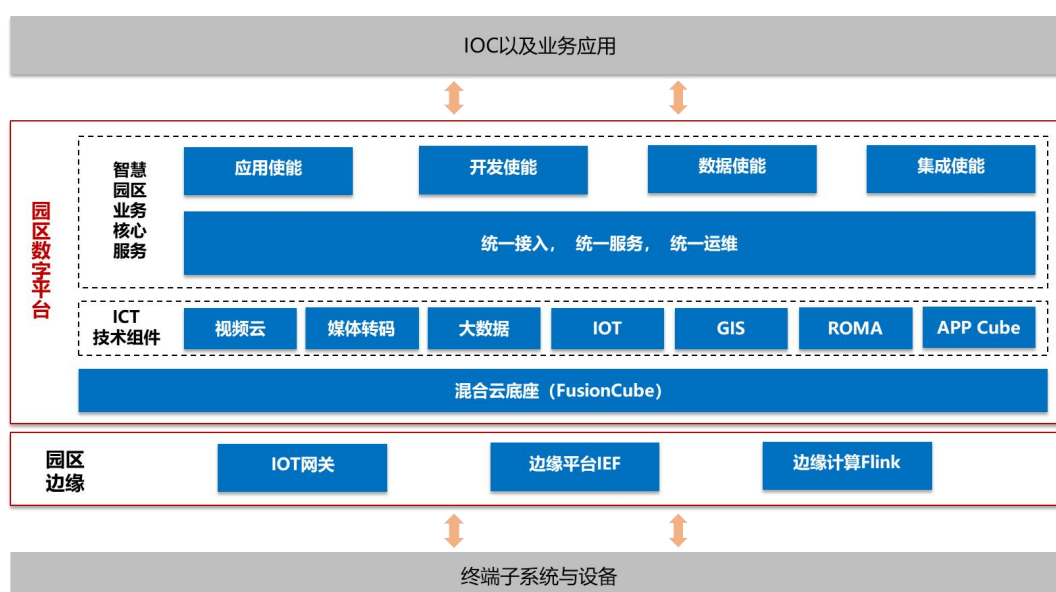 IOC以及业务应用
园区数字平台
智慧
园区
业务
核心
服务
应用使能
开发使能
数据使能
集成使能
统一接入， 统一服务， 统一运维
ICT
技术组件
视频云
媒体转码
大数据
IOT
GIS
ROMA
APP Cube
混合云底座（FusionCube）
园区
边缘
IOT网关
边缘平台IEF
边缘计算Flink
终端子系统与设备